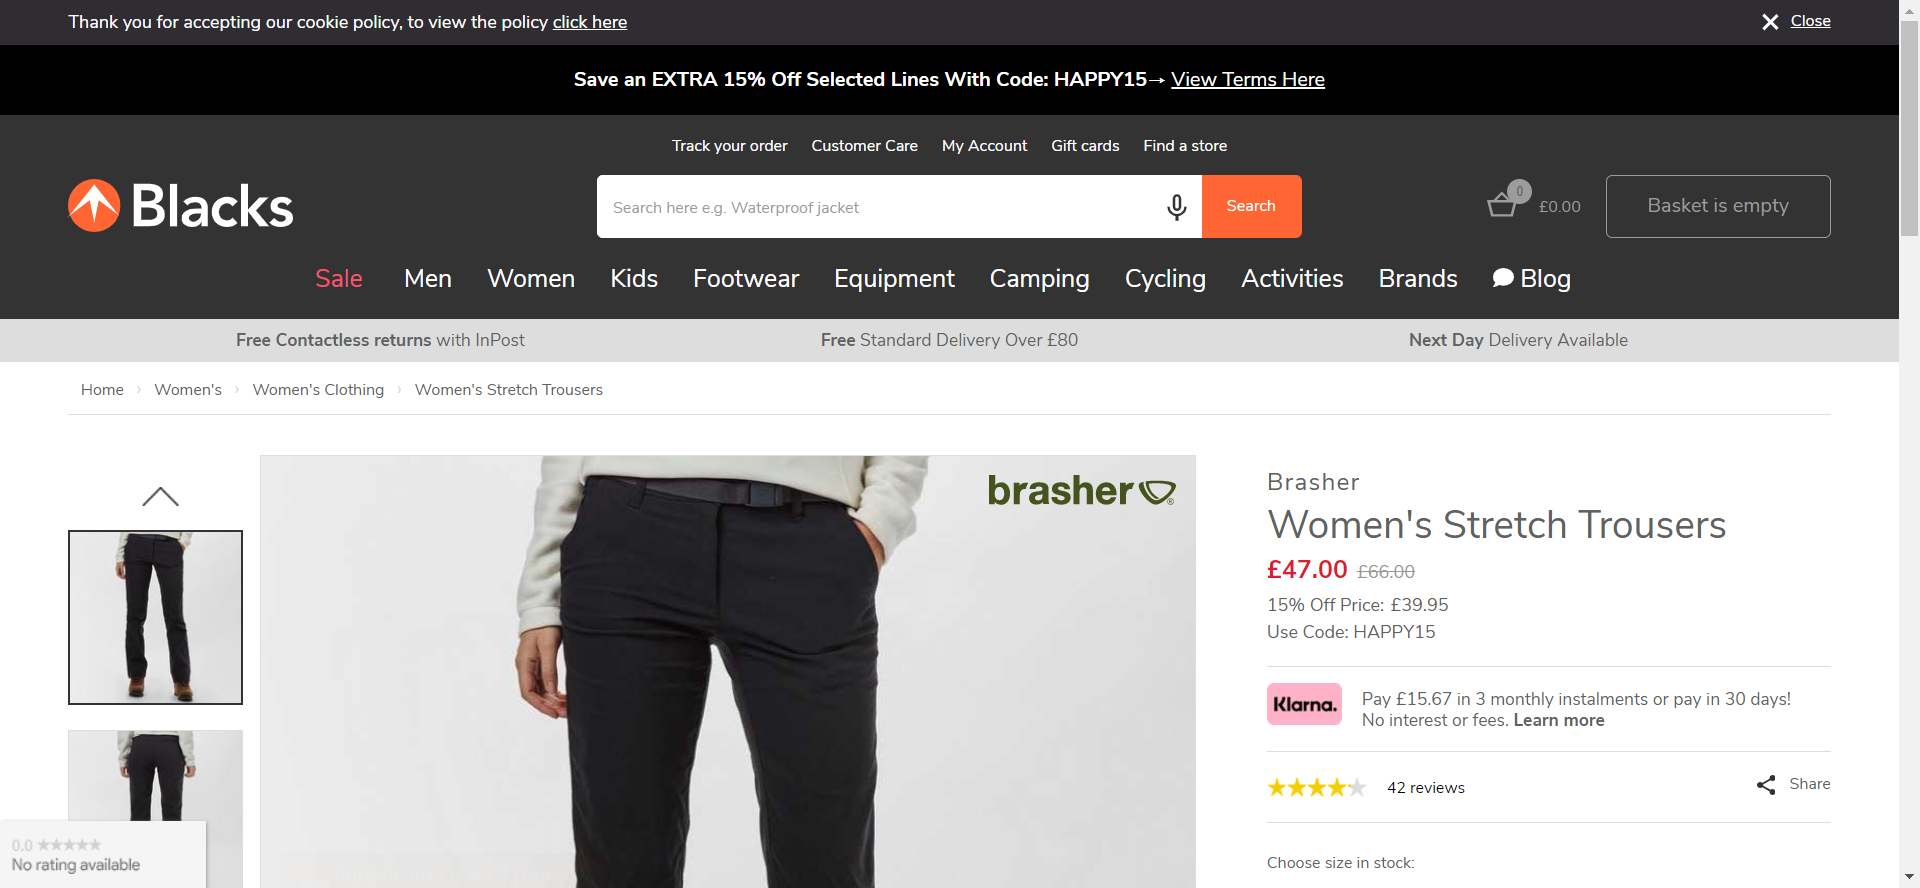 Thank you for accepting our cookie policy, to view the policy click here
Close
Save an EXTRA 15% Off Selected Lines With Code: HAPPY15→ View Terms Here
Track your order Customer Care My Account Gift cards Find a store
Blacks
Search here e.g. Waterproof jacket
Search
0
£0.00
Basket is empty
Sale Men Women Kids Footwear Equipment Camping Cycling Activities Brands Blog
Free Contactless returns with InPost
Free Standard Delivery Over £80
Next Day Delivery Available
Home › Women's › Women's Clothing › Women's Stretch Trousers
brasher®
Brasher
Women's Stretch Trousers
£47.00 £66.00
15% Off Price: £39.95
Use Code: HAPPY15
Klarna.
Pay £15.67 in 3 monthly instalments or pay in 30 days!
No interest or fees. Learn more
42 reviews
Share
Choose size in stock:
0.0
No rating available